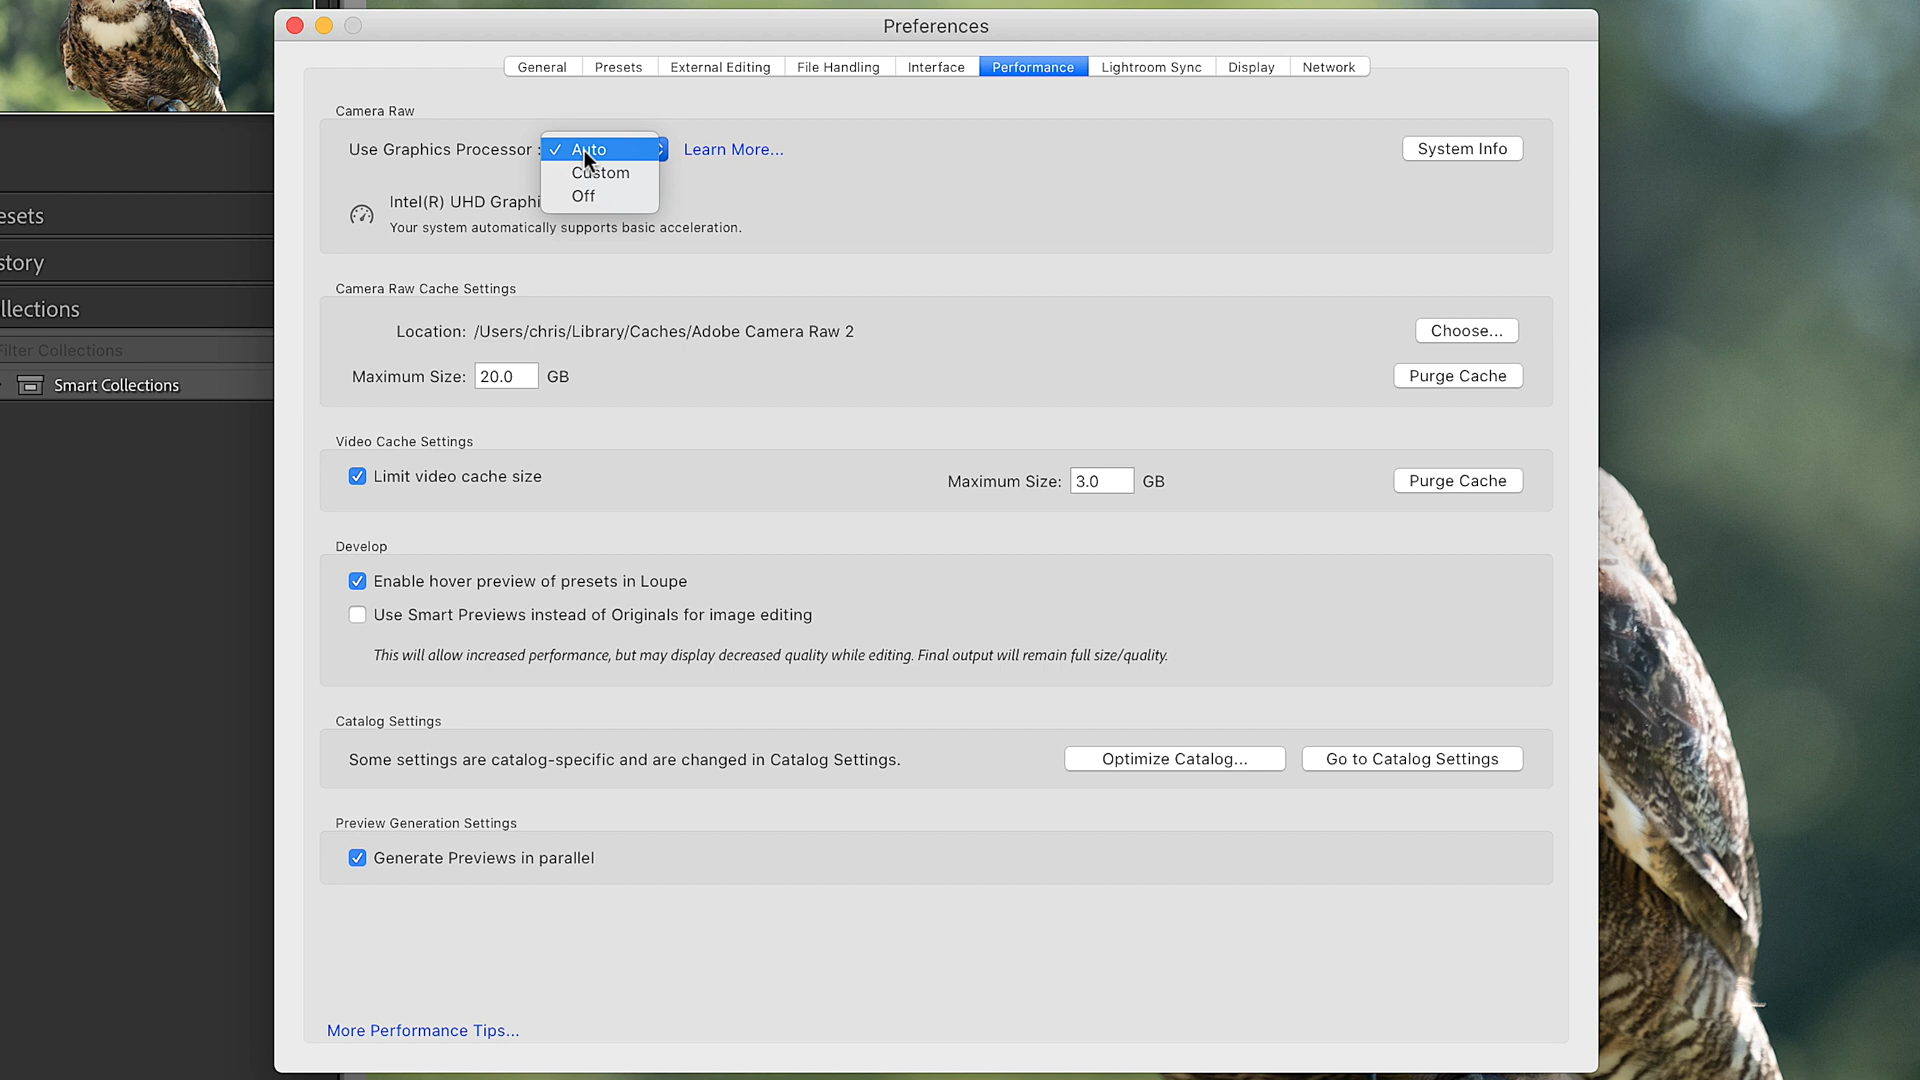 Preferences
General Presets External Editing File Handling Interface Performance Lightroom Sync Display Network
Camera Raw
Use Graphics Processor : ✓ Auto Learn More... System Info
Custom
Off
Intel(R) UHD Graphi
Your system automatically supports basic acceleration.
Camera Raw Cache Settings
Location: /Users/chris/Library/Caches/Adobe Camera Raw 2 Choose...
Maximum Size: 20.0 GB Purge Cache
Video Cache Settings
Limit video cache size Maximum Size: 3.0 GB Purge Cache
Develop
Enable hover preview of presets in Loupe
Use Smart Previews instead of Originals for image editing
This will allow increased performance, but may display decreased quality while editing. Final output will remain full size/quality.
Catalog Settings
Some settings are catalog-specific and are changed in Catalog Settings. Optimize Catalog... Go to Catalog Settings
Preview Generation Settings
Generate Previews in parallel
More Performance Tips...
esets
story
llections
Filter Collections
Smart Collections